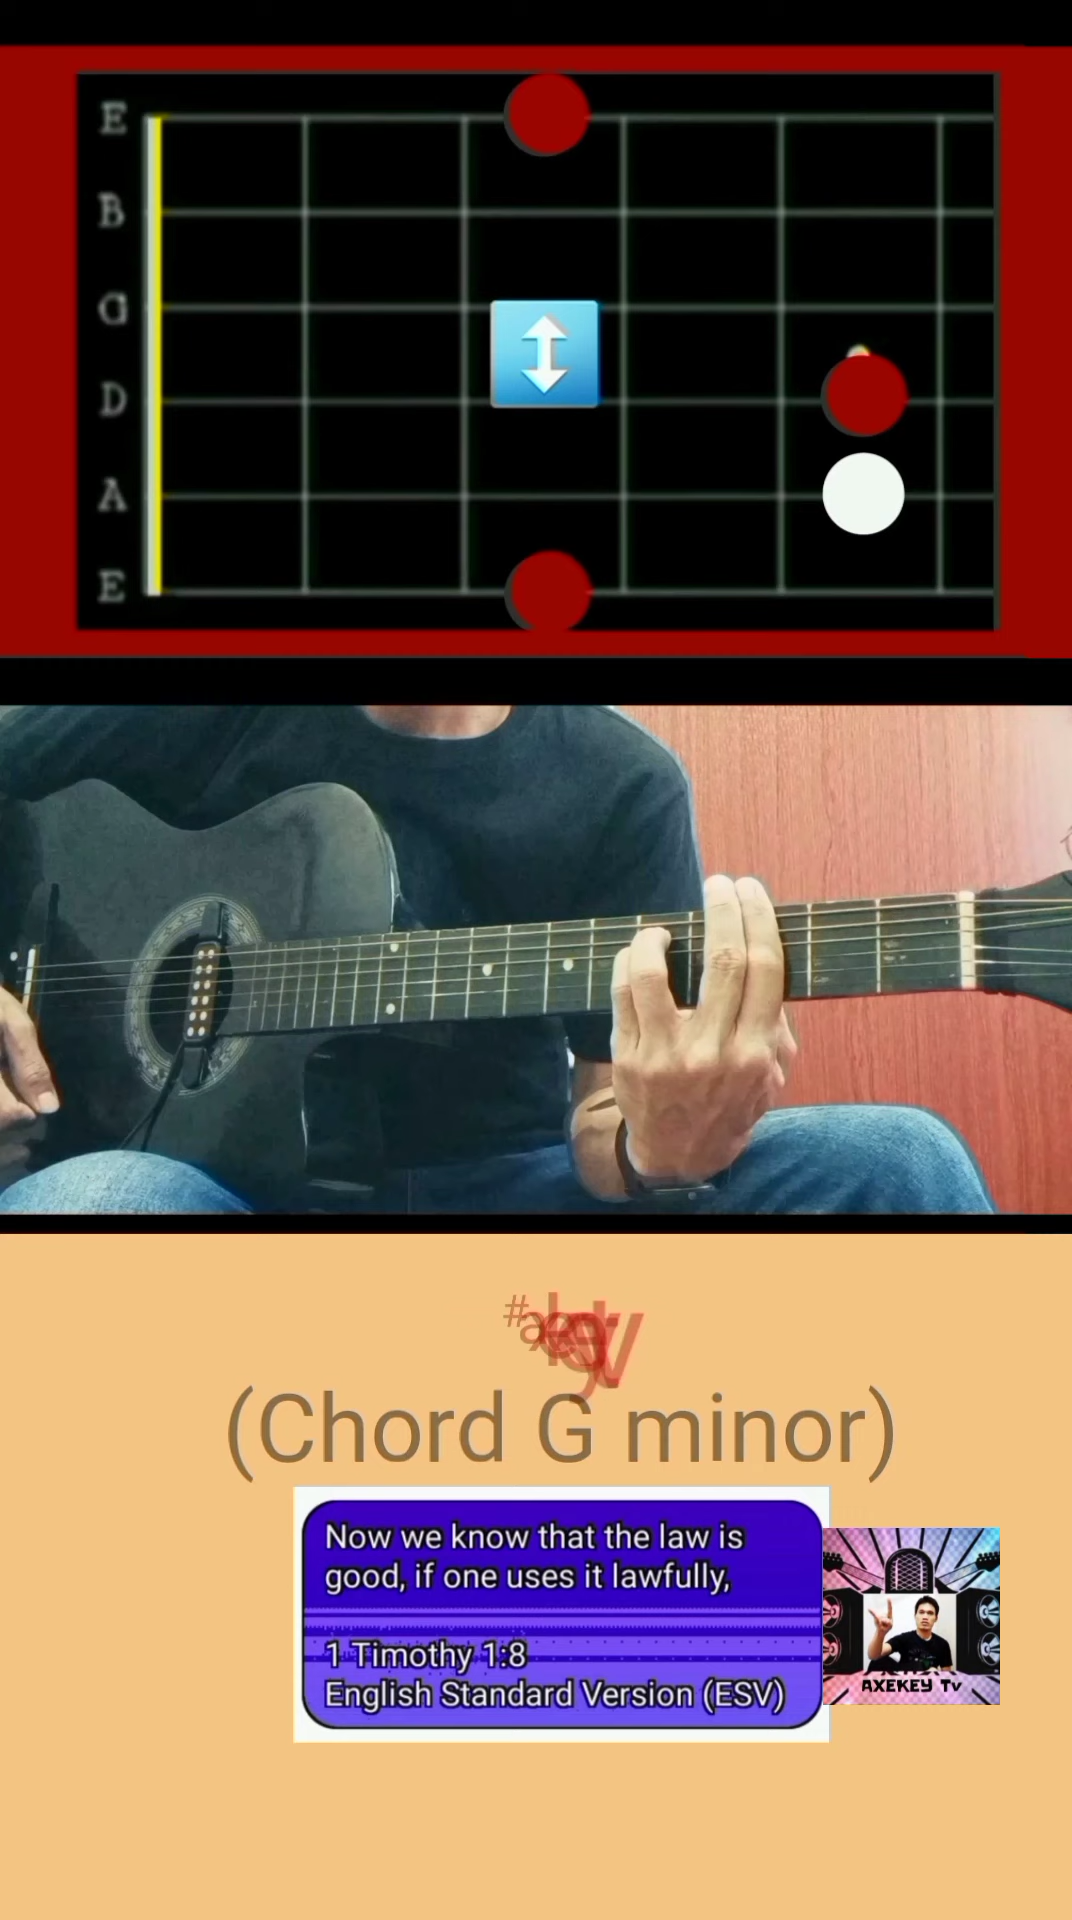 E
B
G
D
A
E
(Chord G minor)
Now we know that the law is
good, if one uses it lawfully,
1 Timothy 1:8
English Standard Version (ESV)
AXEKEY Tv